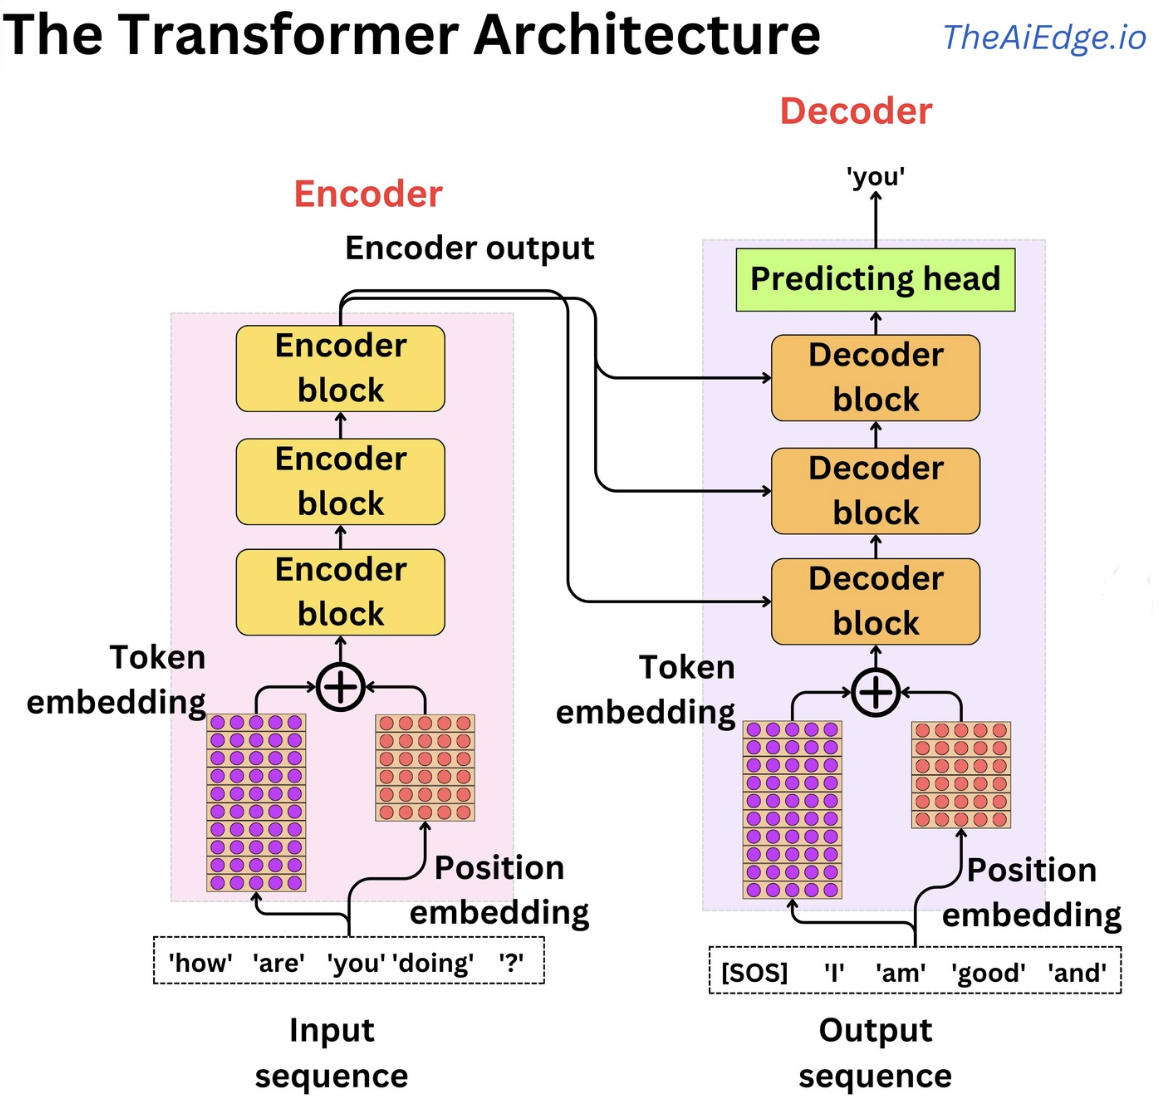 The Transformer Architecture
TheAiEdge.io
Decoder
'you'
Encoder
Encoder output
Predicting head
Encoder
block
Decoder
block
Encoder
block
Decoder
block
Encoder
block
Decoder
block
Token
embedding
Token
embedding
Position
embedding
Position
embedding
'how' 'are' 'you' 'doing' '?'
[SOS] 'I' 'am' 'good' 'and'
Input
sequence
Output
sequence